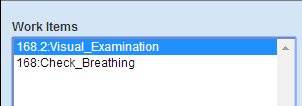 Work Items
168.2:Visual_Examination
168:Check_Breathing